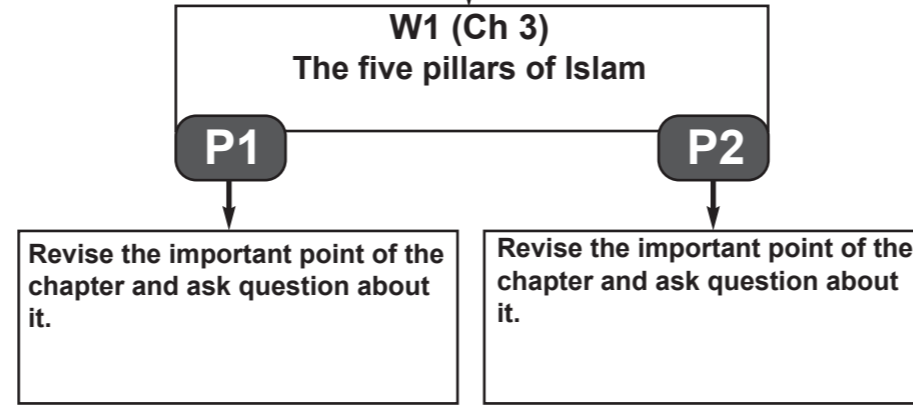 W1 (Ch 3)
The five pillars of Islam
P1
P2
Revise the important point of the
chapter and ask question about
it.
Revise the important point of the
chapter and ask question about
it.